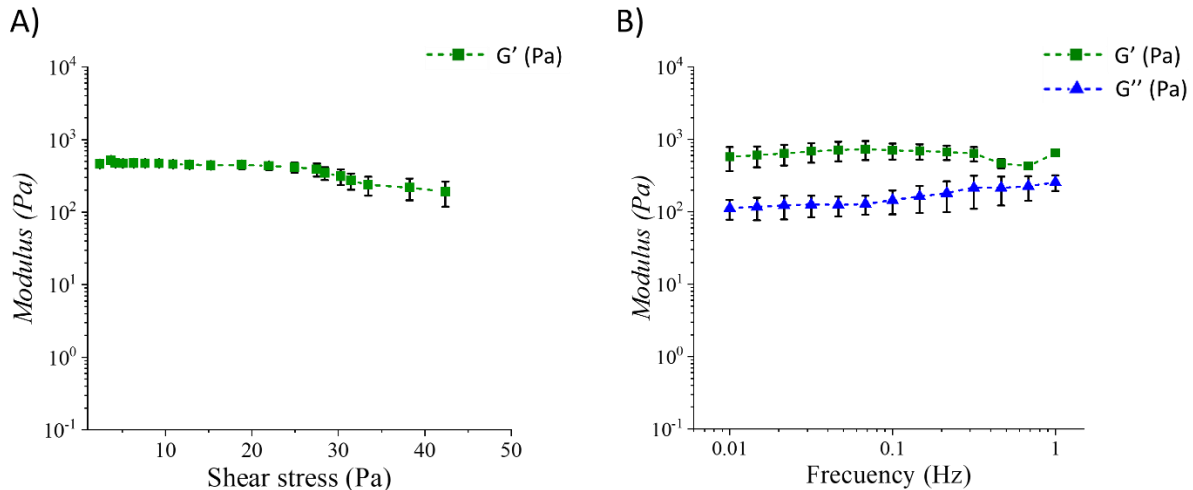 A)
G’ (Pa)
10⁴
10³
10²
10¹
10⁰
10⁻¹
Modulus (Pa)
10
20
30
40
50
Shear stress (Pa)
B)
G’ (Pa)
G’’ (Pa)
10⁴
10³
10²
10¹
10⁰
10⁻¹
Modulus (Pa)
0.01
0.1
1
Frecuency (Hz)